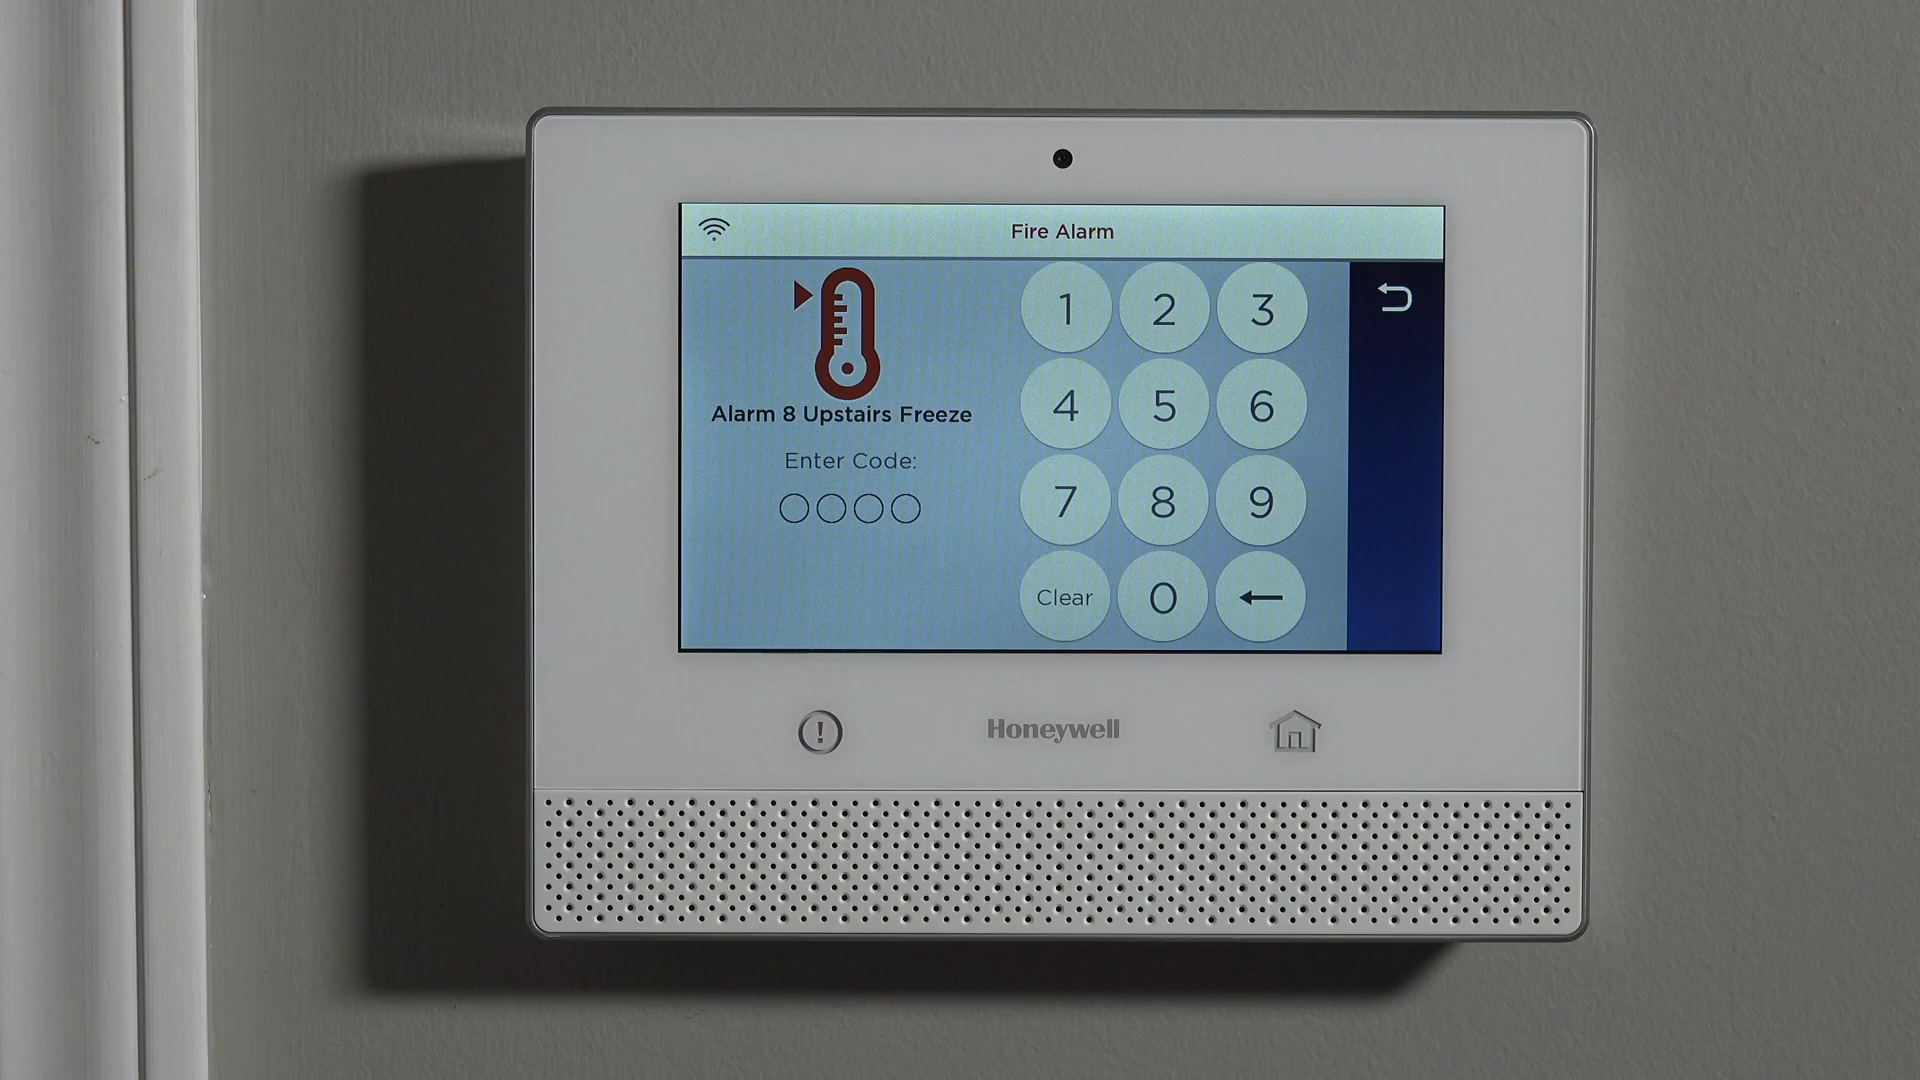 Fire Alarm
Alarm 8 Upstairs Freeze
Enter Code:
1 2 3
4 5 6
7 8 9
Clear 0
Honeywell